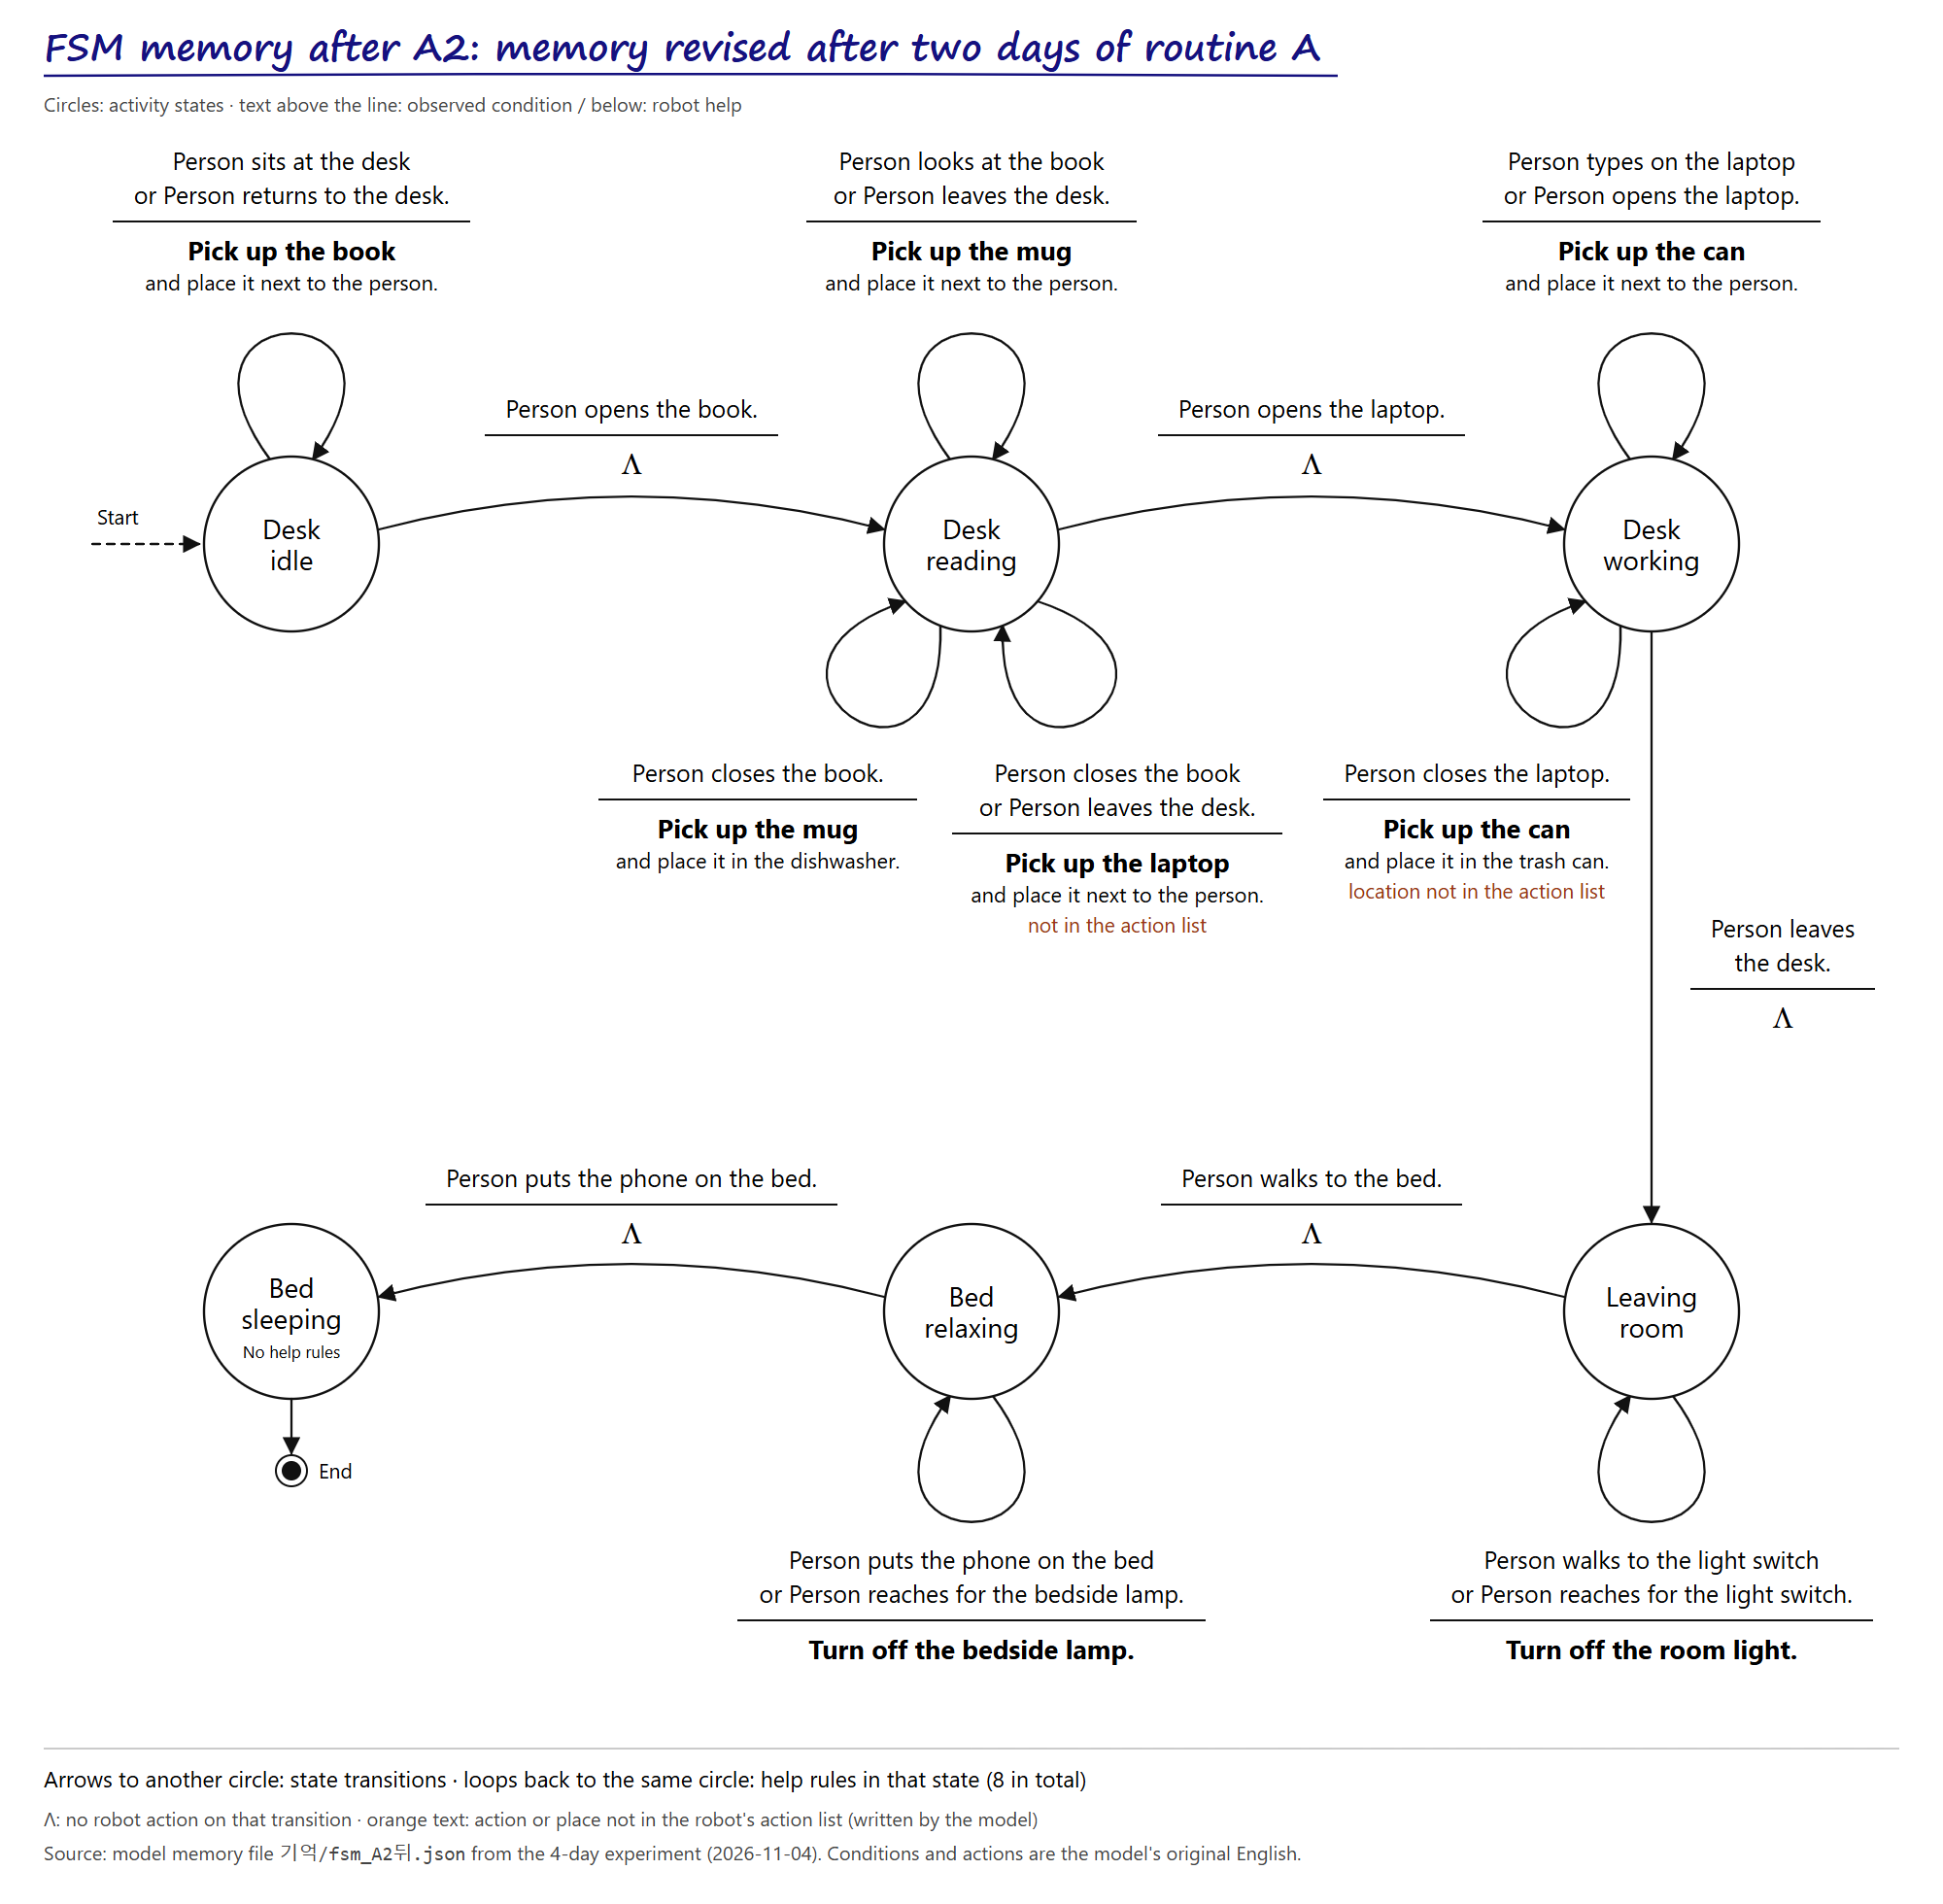 FSM memory after A2: memory revised after two days of routine A
Circles: activity states · text above the line: observed condition / below: robot help
Person sits at the desk
or Person returns to the desk.
Pick up the book
and place it next to the person.
Person looks at the book
or Person leaves the desk.
Pick up the mug
and place it next to the person.
Person types on the laptop
or Person opens the laptop.
Pick up the can
and place it next to the person.
Person opens the book.
Λ
Person opens the laptop.
Λ
Start
Desk
idle
Desk
reading
Desk
working
Person closes the book.
Pick up the mug
and place it in the dishwasher.
Person closes the book
or Person leaves the desk.
Pick up the laptop
and place it next to the person.
not in the action list
Person closes the laptop.
Pick up the can
and place it in the trash can.
location not in the action list
Person leaves
the desk.
Λ
Person puts the phone on the bed.
Λ
Person walks to the bed.
Λ
Bed
sleeping
No help rules
Bed
relaxing
Leaving
room
End
Person puts the phone on the bed
or Person reaches for the bedside lamp.
Turn off the bedside lamp.
Person walks to the light switch
or Person reaches for the light switch.
Turn off the room light.
Arrows to another circle: state transitions · loops back to the same circle: help rules in that state (8 in total)
Λ: no robot action on that transition · orange text: action or place not in the robot's action list (written by the model)
Source: model memory file 기억/fsm_A2뒤.json from the 4-day experiment (2026-11-04). Conditions and actions are the model's original English.